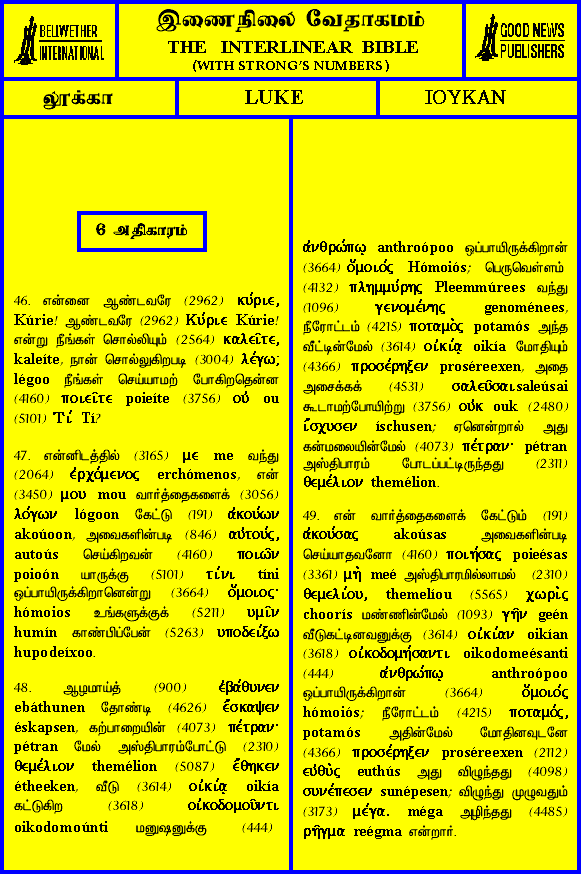 BELLWETHER
INTERNATIONAL
இணைநிலை வேதாகமம்
THE INTERLINEAR BIBLE
(WITH STRONG'S NUMBERS)
GOOD NEWS
PUBLISHERS
லூக்கா
LUKE
ΙΟΥΚΑΝ
6 அதிகாரம்
46. என்னை ஆண்டவரே (2962) κύριε,
Kúrie! ஆண்டவரே (2962) Κύριε Kúrie!
என்று நீங்கள் சொல்லியும் (2564) καλεῖτε,
kaleíte, நான் சொல்லுகிறபடி (3004) λέγω;
légoo நீங்கள் செய்யாமற் போகிறதென்ன
(4160) ποιεῖτε poieíte (3756) οὐ ou
(5101) Τί Tí?
47. என்னிடத்தில் (3165) με me வந்து
(2064) ἐρχόμενος erchómenos, என்
(3450) μου mou வார்த்தைகளைக் (3056)
λόγων lógoon கேட்டு (191) ἀκούων
akoúoon, அவைகளின்படி (846) αὐτούς,
autoús செய்கிறவன் (4160) ποιῶν
poioón யாருக்கு (5101) τίνι tíni
ஒப்பாயிருக்கிறானென்று (3664) ὅμοιος·
hómoios உங்களுக்குக் (5211) υμῖν
humín காண்பிப்பேன் (5263) υποδείξω
hupodeíxoo.
48. ஆழமாய்த் (900) ἐβάθυνεν
ebáthunen தோண்டி (4626) ἔσκαψεν
éskapsen, கற்பாறையின் (4073) πέτραν·
pétran மேல் அஸ்திபாரம்போட்டு (2310)
θεμέλιον themélion (5087) ἔθηκεν
étheeken, வீடு (3614) οἰκίᾳ oikía
கட்டுகிற (3618) οἰκοδομοῦντι
oikodomoúnti மனுஷனுக்கு (444)
ἀνθρώπῳ anthroópoo ஒப்பாயிருக்கிறான்
(3664) ὅμοιός Hómoiós; பெருவெள்ளம்
(4132) πλημμύρης Pleemmúrees வந்து
(1096) γενομένης genoménees,
நீரோட்டம் (4215) ποταμὸς potamós அந்த
வீட்டின்மேல் (3614) οἰκίᾳ oikía மோதியும்
(4366) προσέρηξεν proséreexen, அதை
அசைக்கக் (4531) σαλεῦσαι saleúsai
கூடாமற்போயிற்று (3756) οὐκ ouk (2480)
ἴσχυσεν íschusen; ஏனென்றால் அது
கன்மலையின்மேல் (4073) πέτραν· pétran
அஸ்திபாரம் போடப்பட்டிருந்தது (2311)
θεμέλιον themélion.
49. என் வார்த்தைகளைக் கேட்டும் (191)
ἀκούσας akoúsas அவைகளின்படி
செய்யாதவனோ (4160) ποιήσας poieésas
(3361) μὴ meé அஸ்திபாரமில்லாமல் (2310)
θεμελίου, themelíou (5565) χωρὶς
choorís மண்ணின்மேல் (1093) γῆν geén
வீடுகட்டினவனுக்கு (3614) οἰκίαν oikían
(3618) οἰκοδομήσαντι oikodomeésanti
(444) ἀνθρώπῳ anthroópoo
ஒப்பாயிருக்கிறான் (3664) ὅμοιός
hómoiós; நீரோட்டம் (4215) ποταμός,
potamós அதின்மேல் மோதினவுடனே
(4366) προσέρηξεν proséreexen (2112)
εὐθὺς euthús அது விழுந்தது (4098)
συνέπεσεν sunépesen; விழுந்து முழுவதும்
(3173) μέγα. méga அழிந்தது (4485)
ρῆγμα reégma என்றார்.